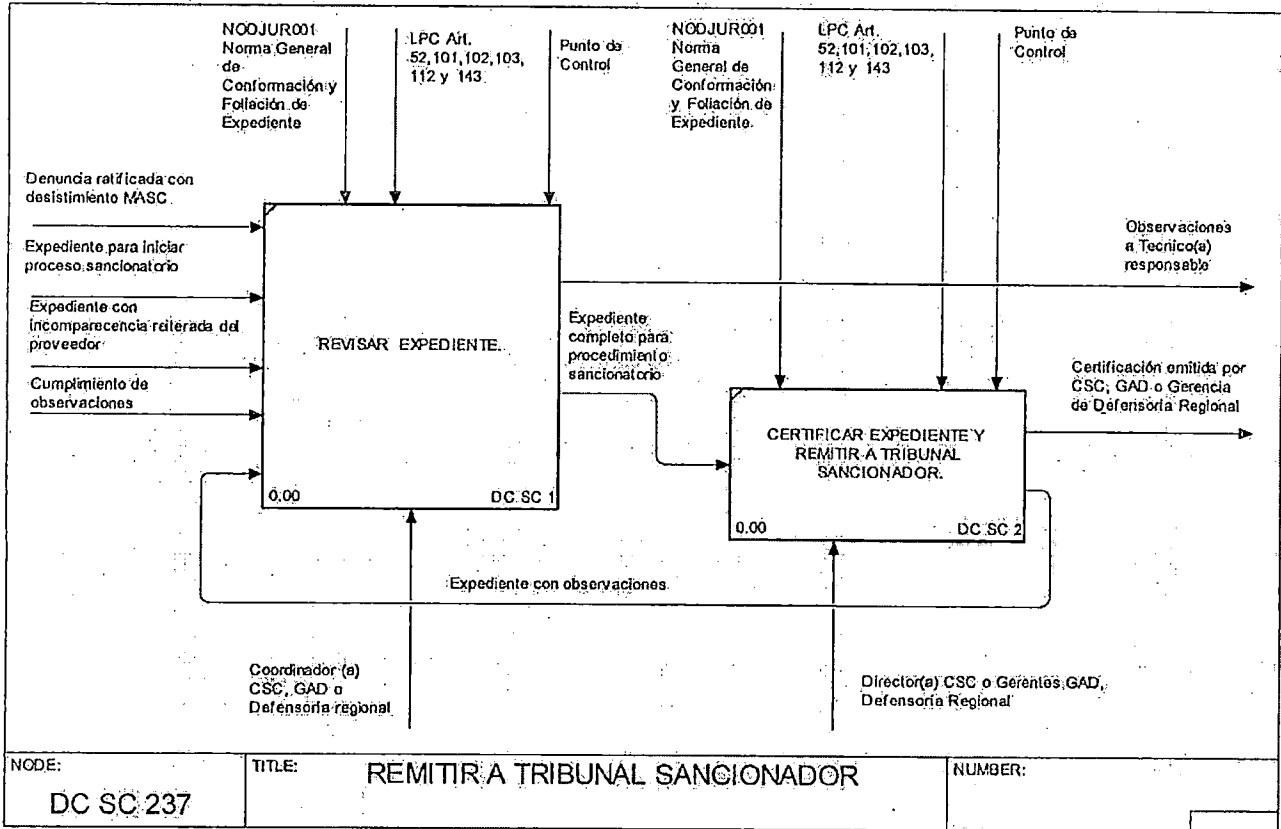 NODJUR001
Norma General
de
Conformación y
Foliación de
Expediente
LPC Art.
52,101,102,103,
112 y 143
Punto de
Control
NODJUR001
Norma
General de
Conformación
y Foliación de
Expediente.
LPC Art.
52,101,102,103,
112 y 143
Punto de
Control
Denuncia ratificada con
desistimiento MASC
Expediente para iniciar
proceso sancionatorio
Expediente con
incomparecencia reiterada del
proveedor
Cumplimiento de
observaciones
REVISAR EXPEDIENTE.
0.00
DC SC 1
Expediente
completo para
procedimiento
sancionatorio
Observaciones
a Tecnico(a)
responsable
CERTIFICAR EXPEDIENTE Y
REMITIR A TRIBUNAL
SANCIONADOR.
0.00
DC SC 2
Certificación emitida por
CSC, GAD o Gerencia
de Defensoría Regional
Expediente con observaciones
Coordinador (a)
CSC, GAD o
Defensoría regional
Director(a) CSC o Gerentes GAD,
Defensoría Regional
NODE:
DC SC 237
TITLE:
REMITIR A TRIBUNAL SANCIONADOR
NUMBER: